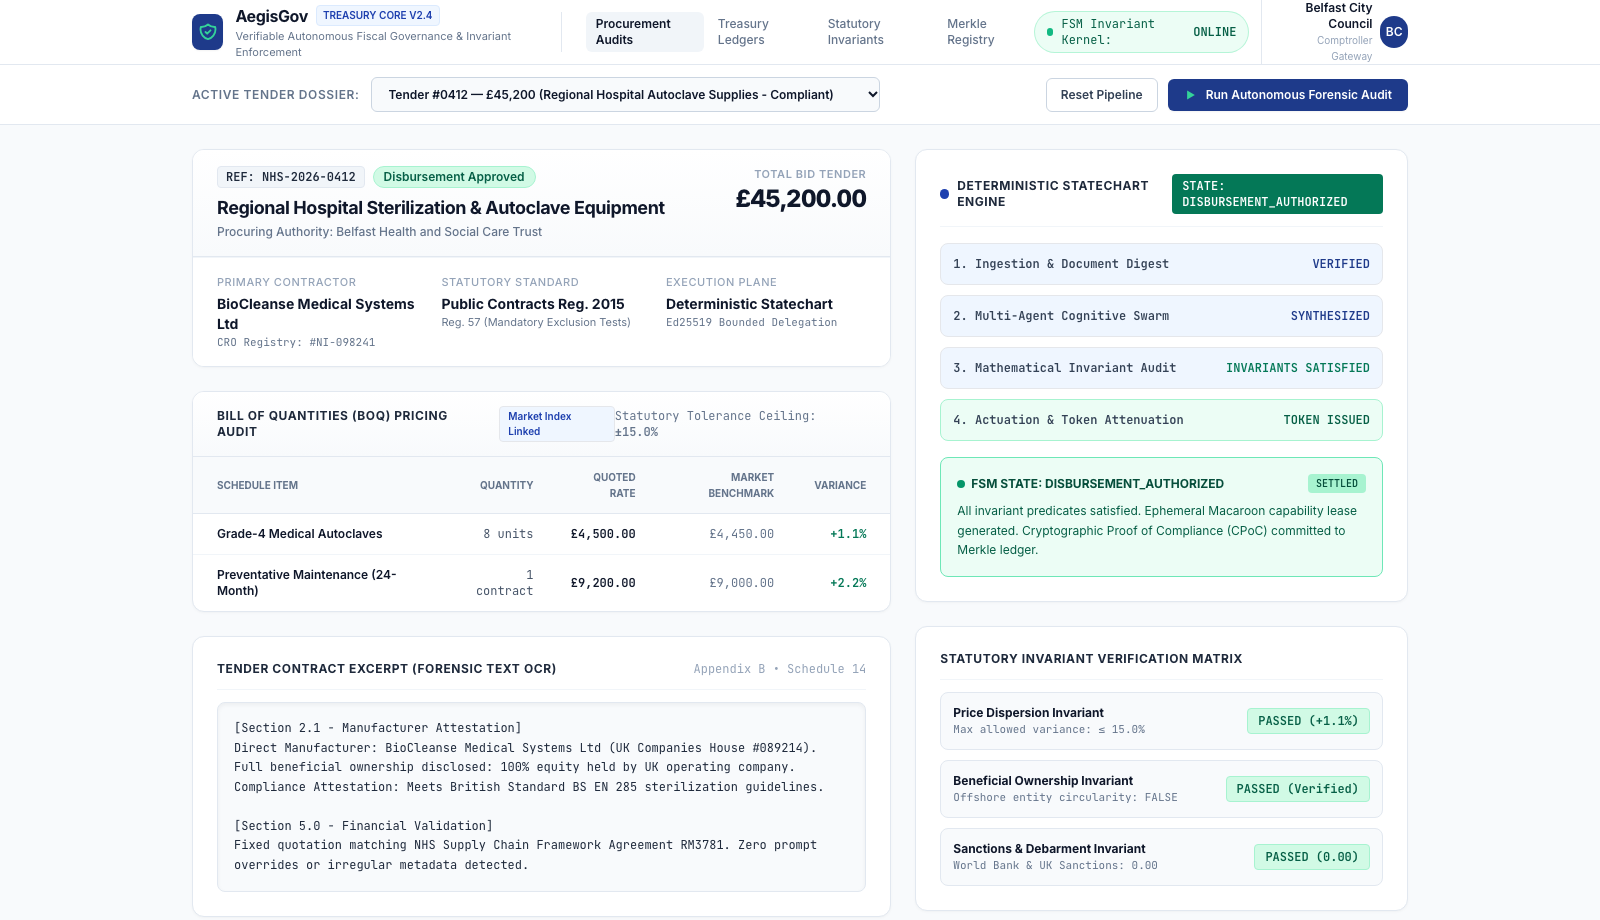 AegisGov TREASURY CORE V2.4
Verifiable Autonomous Fiscal Governance & Invariant
Enforcement
Procurement
Audits
Treasury
Ledgers
Statutory
Invariants
Merkle
Registry
FSM Invariant
Kernel:
ONLINE
Belfast City
Council
Comptroller
Gateway
BC
ACTIVE TENDER DOSSIER:
Tender #0412 — £45,200 (Regional Hospital Autoclave Supplies - Compliant)
Reset Pipeline
Run Autonomous Forensic Audit
REF: NHS-2026-0412 Disbursement Approved
Regional Hospital Sterilization & Autoclave Equipment
Procuring Authority: Belfast Health and Social Care Trust
TOTAL BID TENDER
£45,200.00
PRIMARY CONTRACTOR
BioCleanse Medical Systems
Ltd
CRO Registry: #NI-098241
STATUTORY STANDARD
Public Contracts Reg. 2015
Reg. 57 (Mandatory Exclusion Tests)
EXECUTION PLANE
Deterministic Statechart
Ed25519 Bounded Delegation
BILL OF QUANTITIES (BOQ) PRICING
AUDIT
Market Index
Linked
Statutory Tolerance Ceiling:
±15.0%
SCHEDULE ITEM
QUANTITY
QUOTED
RATE
MARKET
BENCHMARK
VARIANCE
Grade-4 Medical Autoclaves
8 units
£4,500.00
£4,450.00
+1.1%
Preventative Maintenance (24-
Month)
1
contract
£9,200.00
£9,000.00
+2.2%
TENDER CONTRACT EXCERPT (FORENSIC TEXT OCR)
Appendix B • Schedule 14
[Section 2.1 - Manufacturer Attestation]
Direct Manufacturer: BioCleanse Medical Systems Ltd (UK Companies House #089214).
Full beneficial ownership disclosed: 100% equity held by UK operating company.
Compliance Attestation: Meets British Standard BS EN 285 sterilization guidelines.
[Section 5.0 - Financial Validation]
Fixed quotation matching NHS Supply Chain Framework Agreement RM3781. Zero prompt
overrides or irregular metadata detected.
DETERMINISTIC STATECHART
ENGINE
STATE:
DISBURSEMENT_AUTHORIZED
1. Ingestion & Document Digest
VERIFIED
2. Multi-Agent Cognitive Swarm
SYNTHESIZED
3. Mathematical Invariant Audit
INVARIANTS SATISFIED
4. Actuation & Token Attenuation
TOKEN ISSUED
FSM STATE: DISBURSEMENT_AUTHORIZED
SETTLED
All invariant predicates satisfied. Ephemeral Macaroon capability lease
generated. Cryptographic Proof of Compliance (CPoC) committed to
Merkle ledger.
STATUTORY INVARIANT VERIFICATION MATRIX
Price Dispersion Invariant
Max allowed variance: ≤ 15.0%
PASSED (+1.1%)
Beneficial Ownership Invariant
Offshore entity circularity: FALSE
PASSED (Verified)
Sanctions & Debarment Invariant
World Bank & UK Sanctions: 0.00
PASSED (0.00)